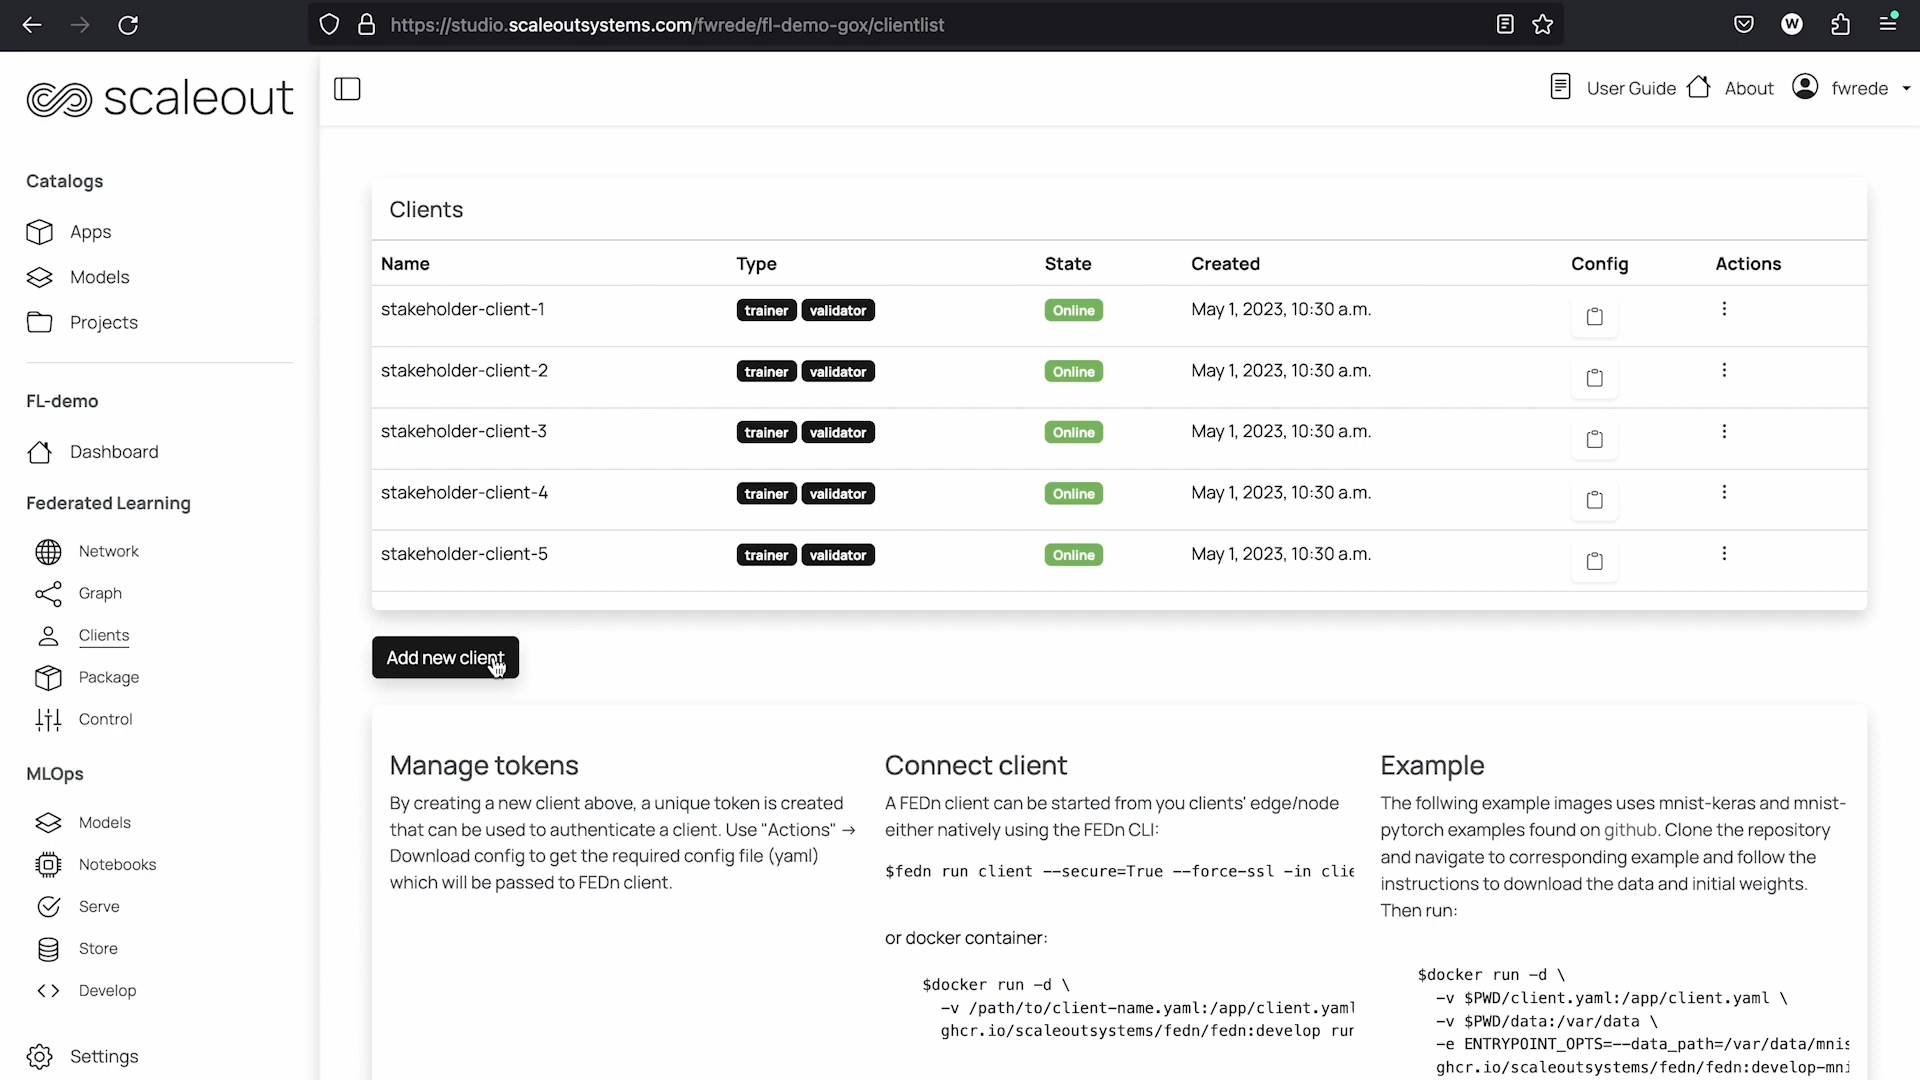 https://studio.scaleoutsystems.com/fwrede/fl-demo-gox/clientlist
W
scaleout
User Guide
About
fwrede
Catalogs
Apps
Models
Projects
FL-demo
Dashboard
Federated Learning
Network
Graph
Clients
Package
Control
MLOps
Models
Notebooks
Serve
Store
Develop
Settings
Clients
Name Type State Created Config Actions
stakeholder-client-1 trainer validator Online May 1, 2023, 10:30 a.m.
stakeholder-client-2 trainer validator Online May 1, 2023, 10:30 a.m.
stakeholder-client-3 trainer validator Online May 1, 2023, 10:30 a.m.
stakeholder-client-4 trainer validator Online May 1, 2023, 10:30 a.m.
stakeholder-client-5 trainer validator Online May 1, 2023, 10:30 a.m.
Add new client
Manage tokens
By creating a new client above, a unique token is created
that can be used to authenticate a client. Use "Actions" →
Download config to get the required config file (yaml)
which will be passed to FEDn client.
Connect client
A FEDn client can be started from you clients' edge/node
either natively using the FEDn CLI:
$fedn run client --secure=True --force-ssl -in clie
or docker container:
$docker run -d \
-v /path/to/client-name.yaml:/app/client.yaml
ghcr.io/scaleoutsystems/fedn/fedn:develop run
Example
The follwing example images uses mnist-keras and mnist-
pytorch examples found on github. Clone the repository
and navigate to corresponding example and follow the
instructions to download the data and initial weights.
Then run:
$docker run -d \
-v $PWD/client.yaml:/app/client.yaml \
-v $PWD/data:/var/data \
-e ENTRYPOINT_OPTS=--data_path=/var/data/mnis
ghcr.io/scaleoutsystems/fedn/fedn:develop-mni